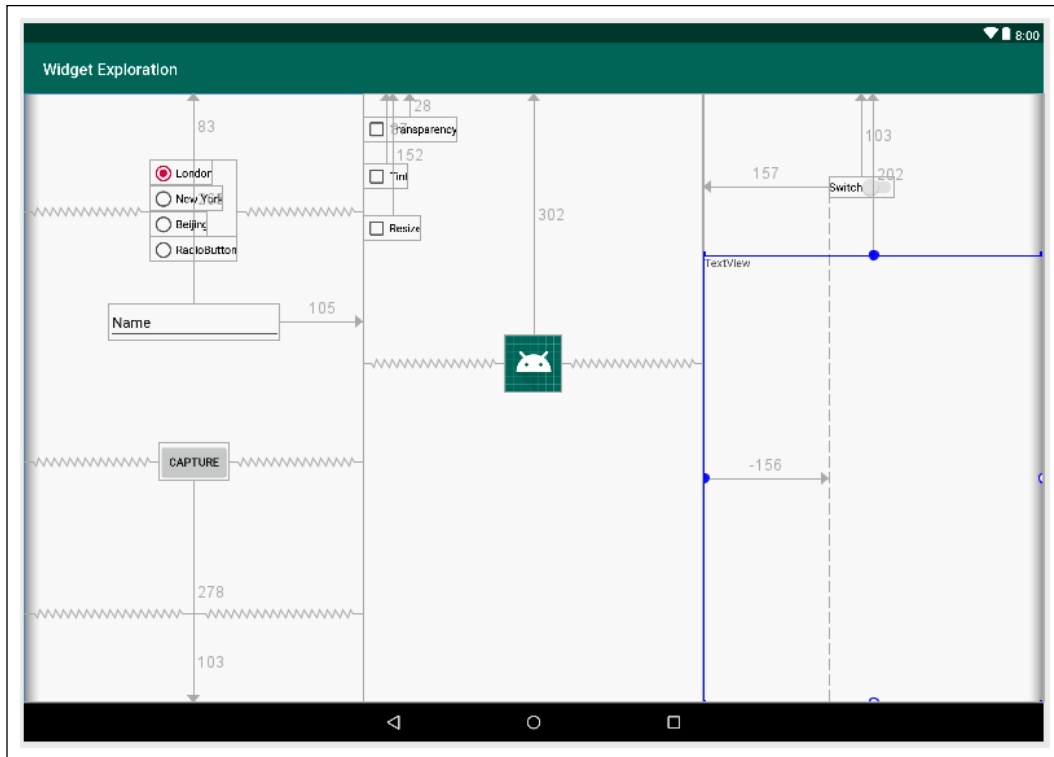 8:00
Widget Exploration
83
28
Transparency
103
152
London
Tint
157
202
New York
Switch
Beijing
Resize
302
RadioButton
TextView
105
Name
CAPTURE
-156
278
103